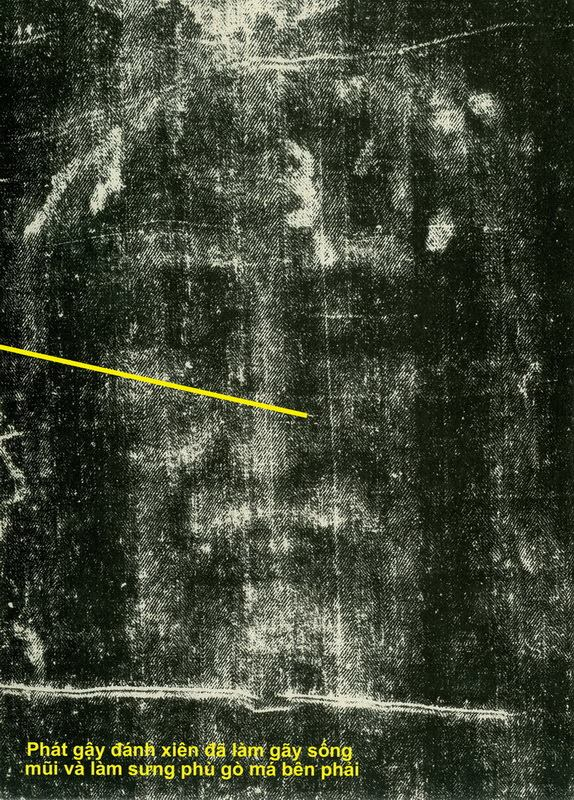 Phát gậy đánh xiên đã làm gãy sống
mũi và làm sưng phù gò má bên phải